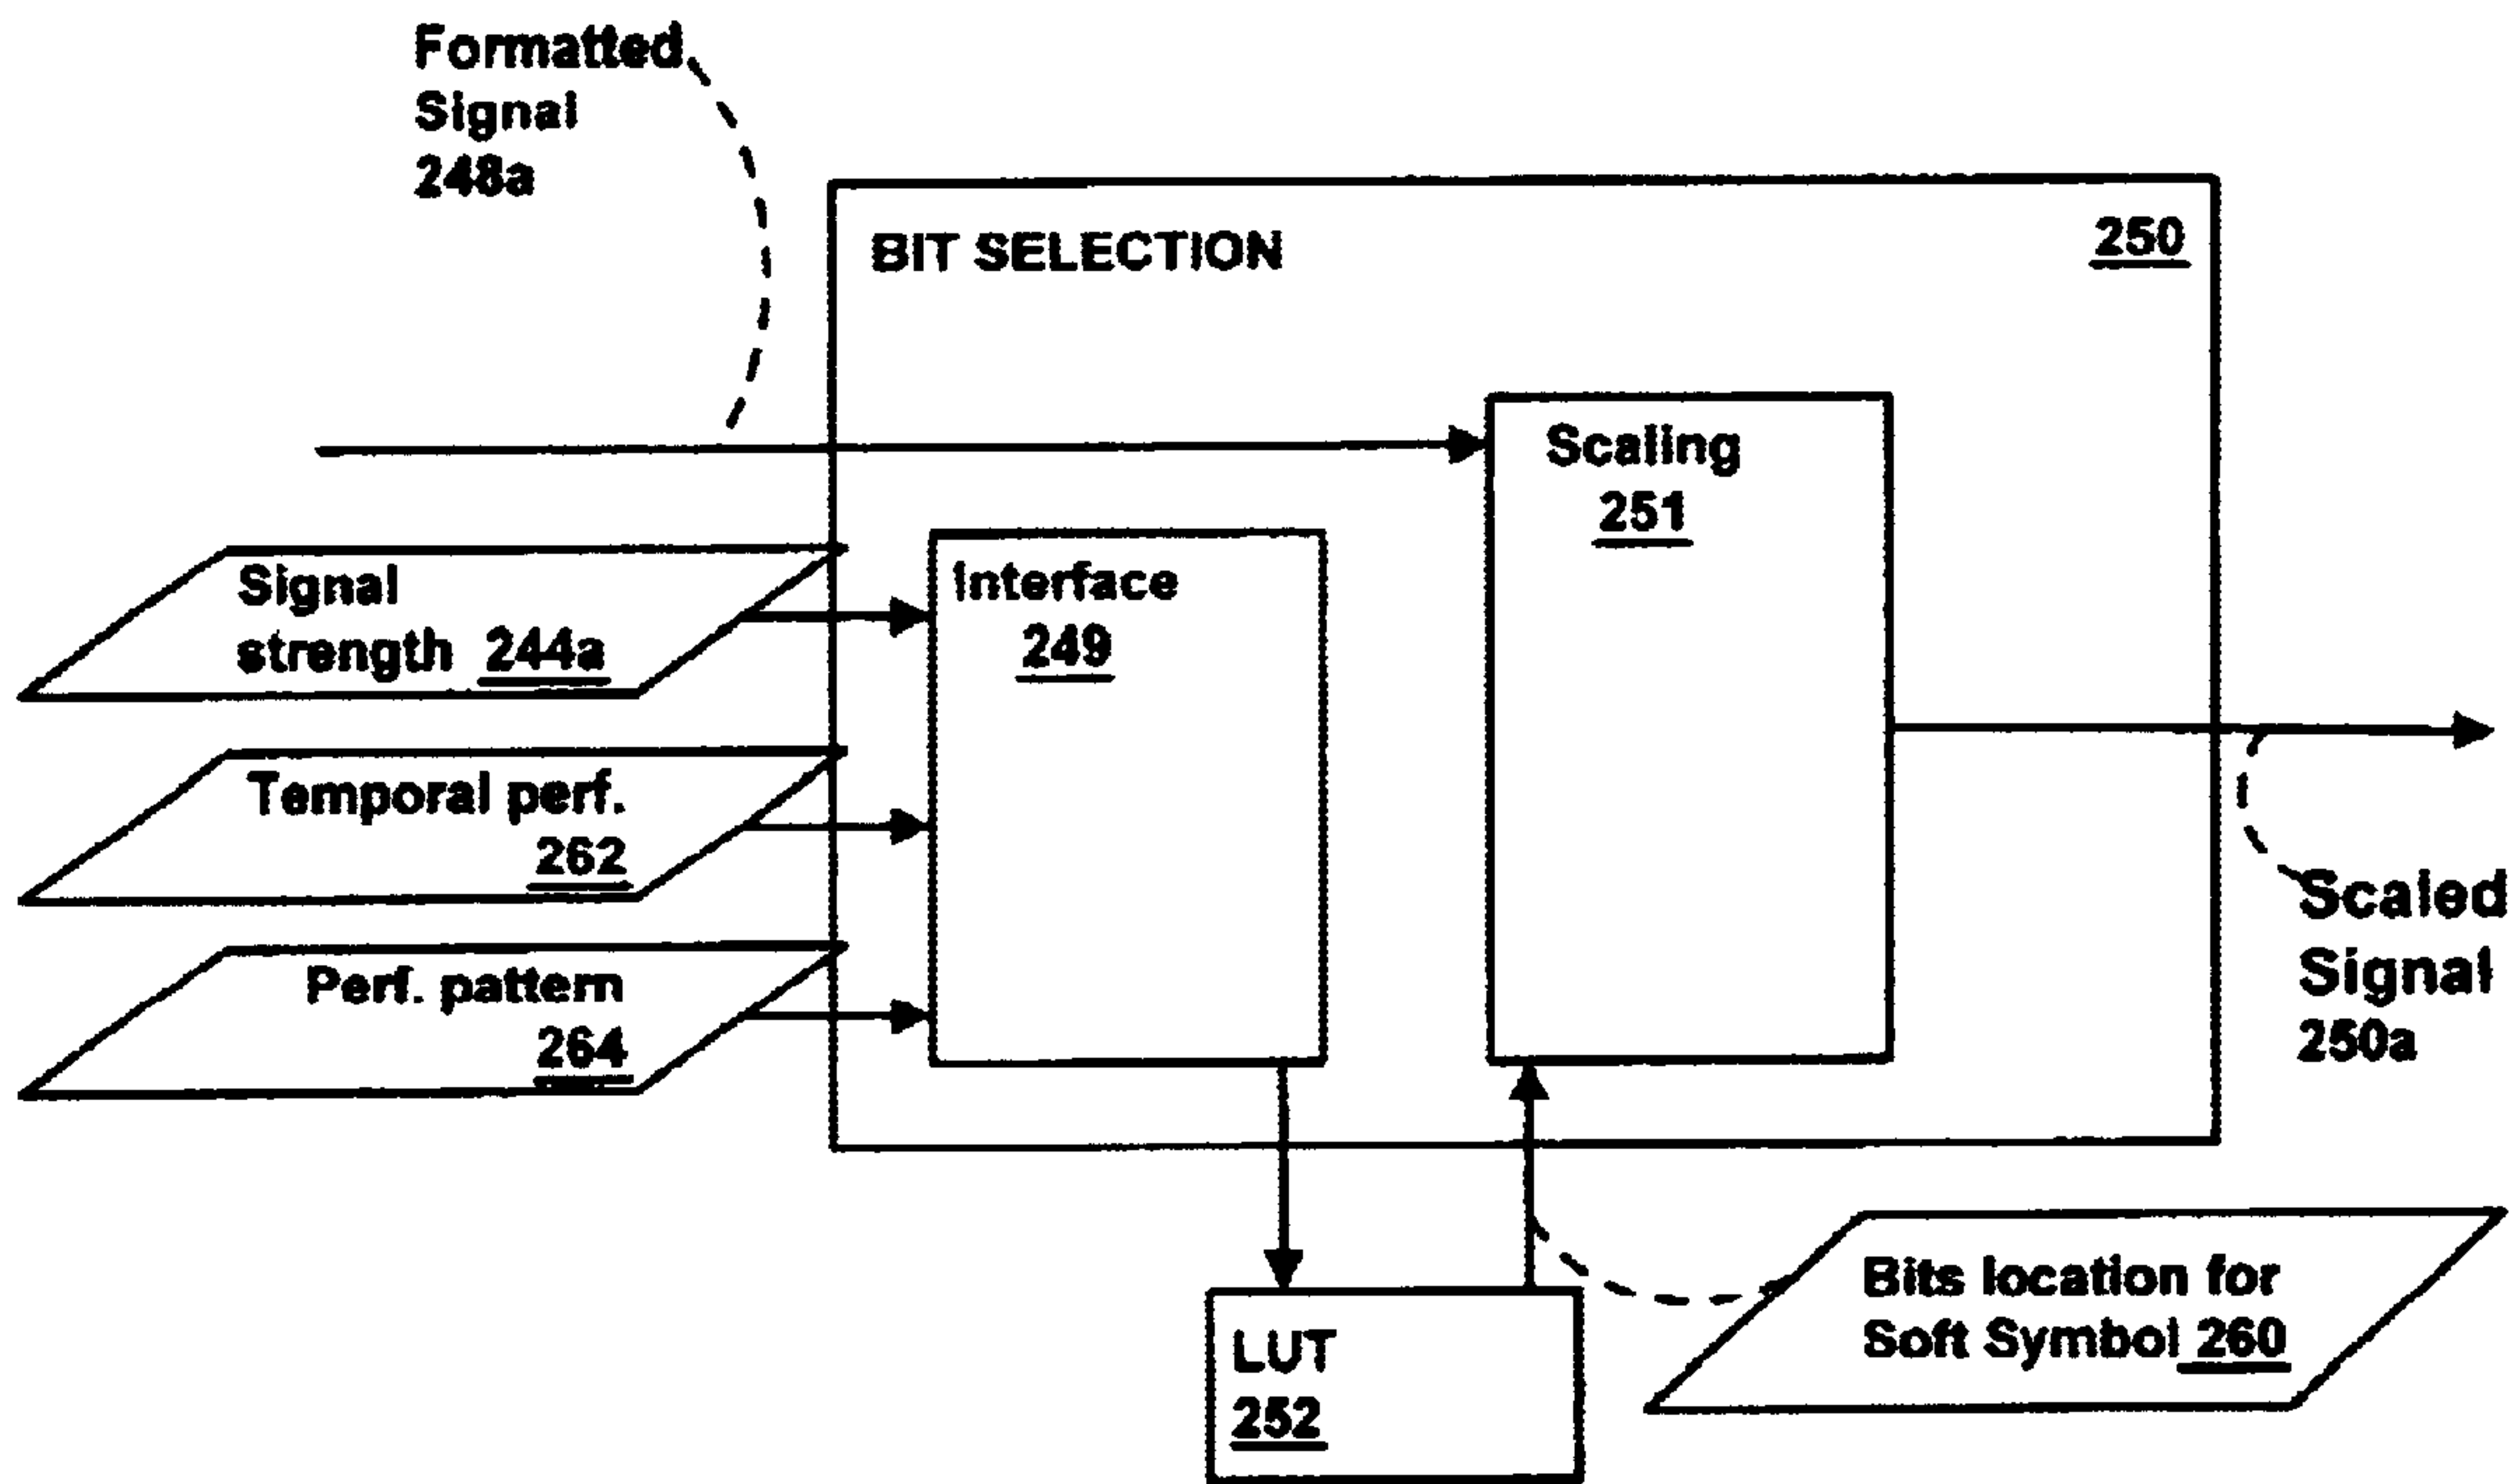 Formatted
Signal
248a
BIT SELECTION
250
Scaling
251
Signal
strength 244a
Interface
249
Temporal perf.
262
Perf. pattern
264
Scaled
Signal
250a
Bits location for
Soft Symbol 260
LUT
252